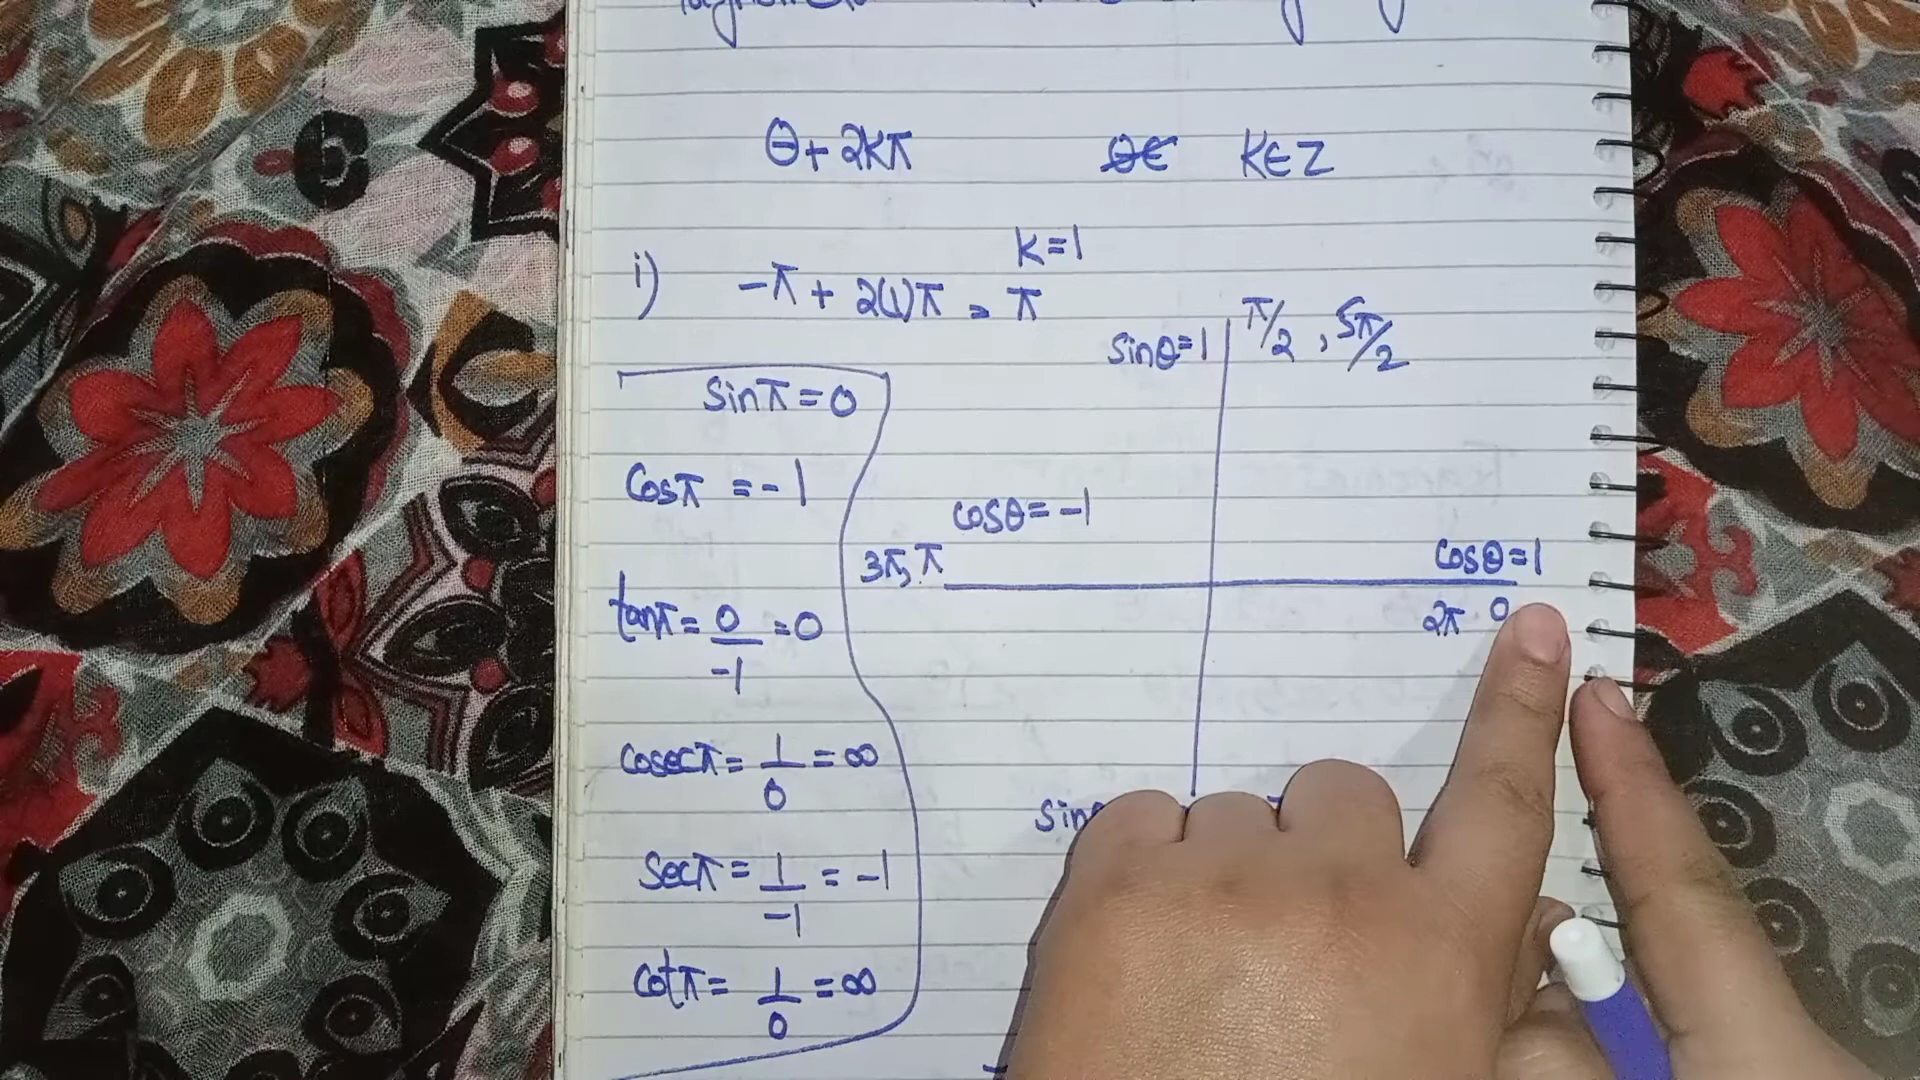 θ+2Kπ θ∈ K∈Z
K=1
i) -π + 2(1)π = π
sinθ=1 π/2 , 5π/2
sinπ=0
cosπ = -1
cosθ=-1
3π, π
cosθ=1
2π 0
tanπ= 0/-1 =0
cosecπ= 1/0 =∞
sin
secπ= 1/-1 = -1
cotπ= 1/0 =∞